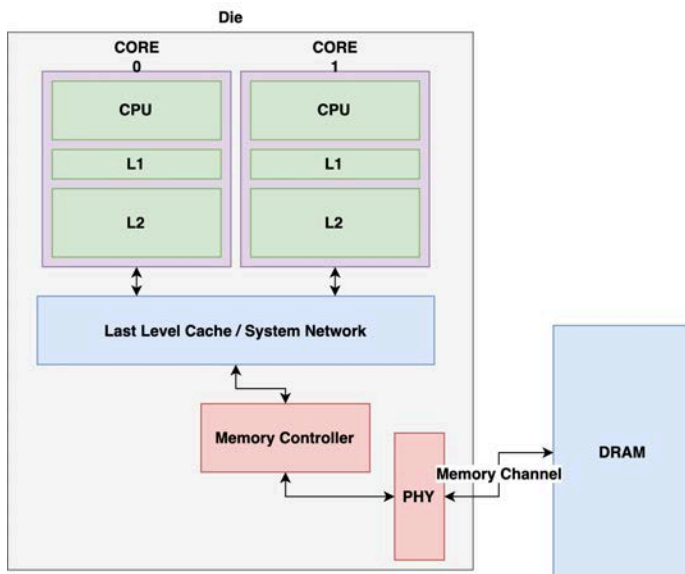 Die
CORE
0
CORE
1
CPU
CPU
L1
L1
L2
L2
Last Level Cache / System Network
Memory Controller
PHY
Memory Channel
DRAM